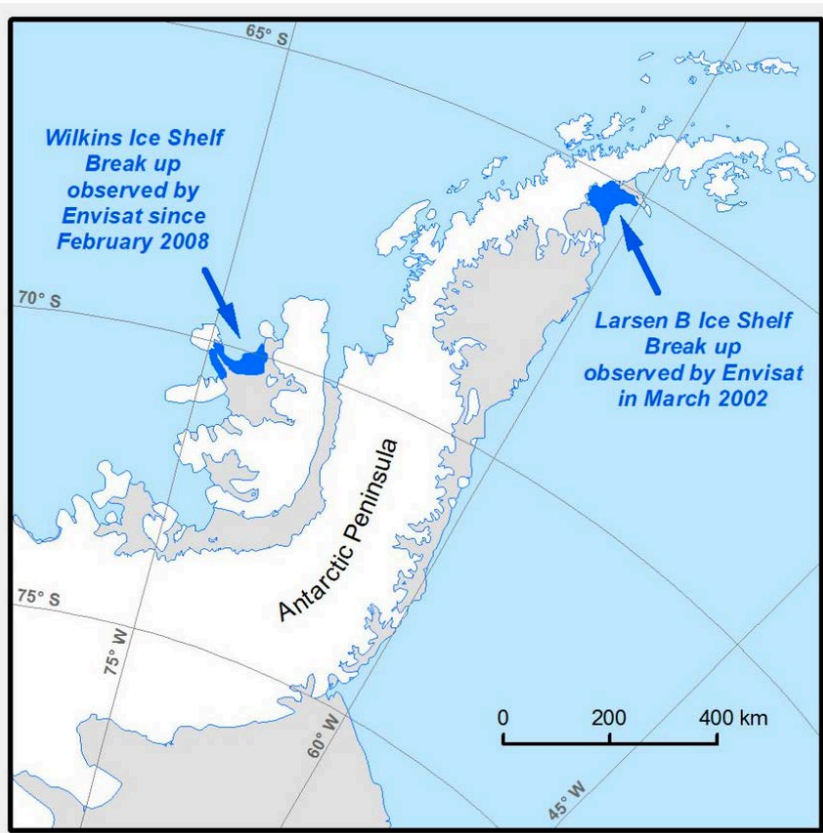 65° S
Wilkins Ice Shelf
Break up
observed by
Envisat since
February 2008
70° S
Larsen B Ice Shelf
Break up
observed by Envisat
in March 2002
Antarctic Peninsula
75° S
75° W
60° W
0 200 400 km
45° W